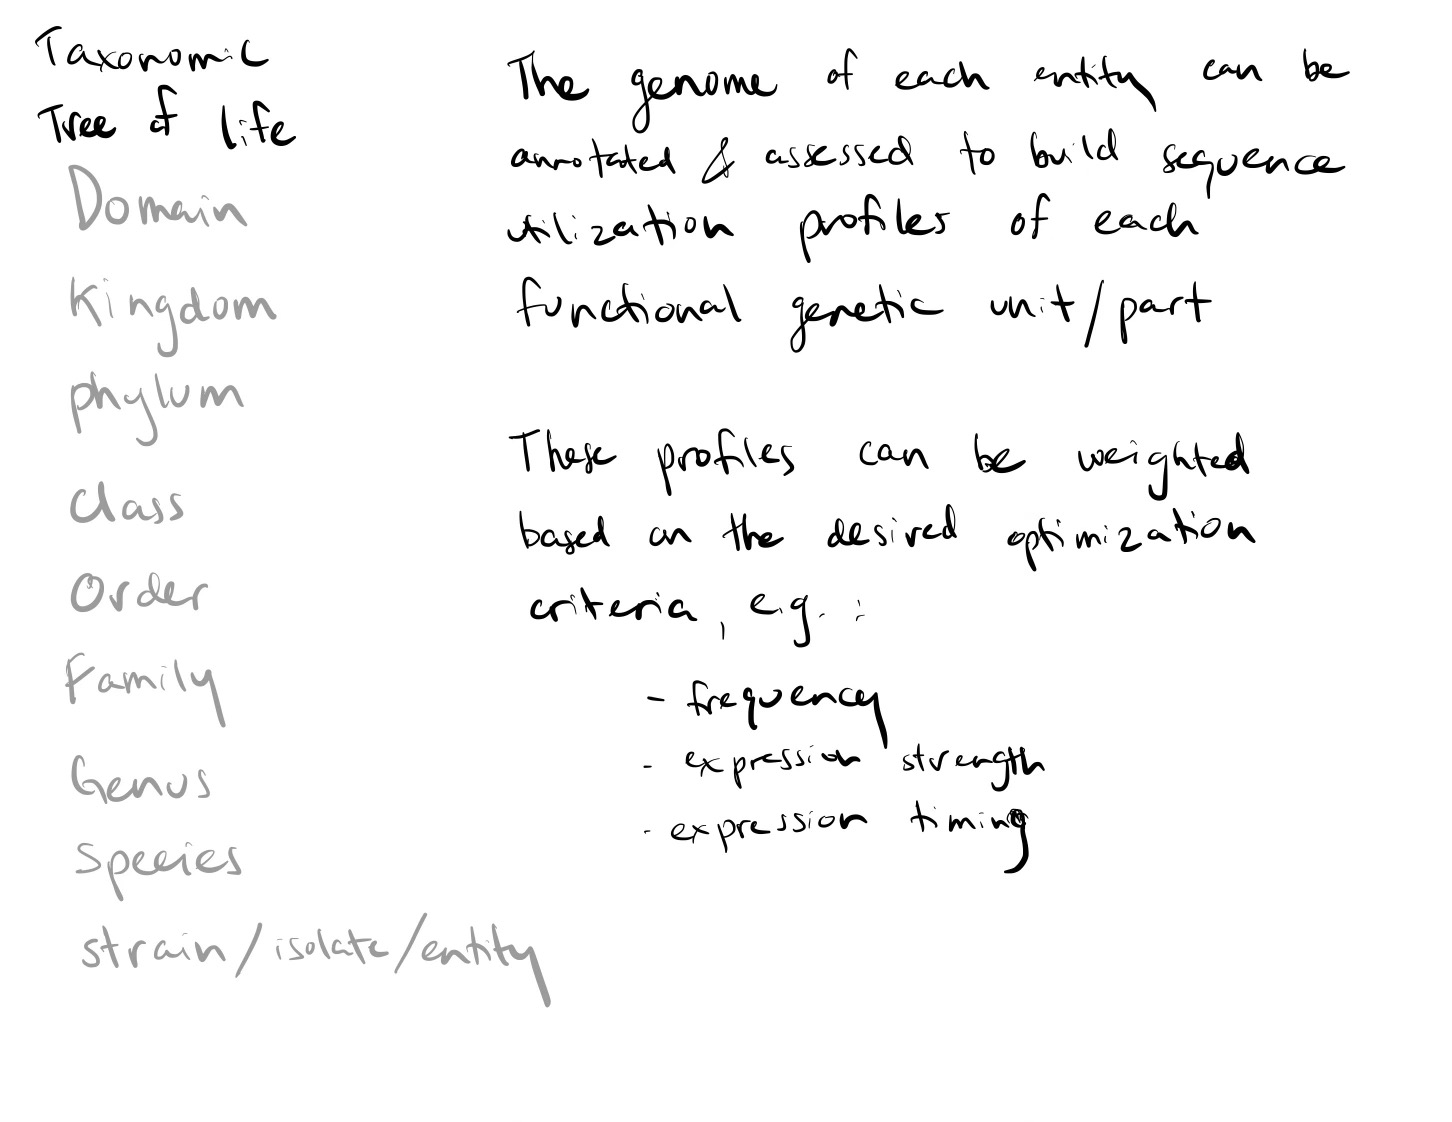 Taxonomic
Tree of life
Domain
Kingdom
phylum
Class
Order
Family
Genus
Species
strain/isolate/entity
The genome of each entity can be
annotated & assessed to build sequence
utilization profiles of each
functional genetic unit/part
These profiles can be weighted
based on the desired optimization
criteria, e.g. :
- frequency
- expression strength
- expression timing